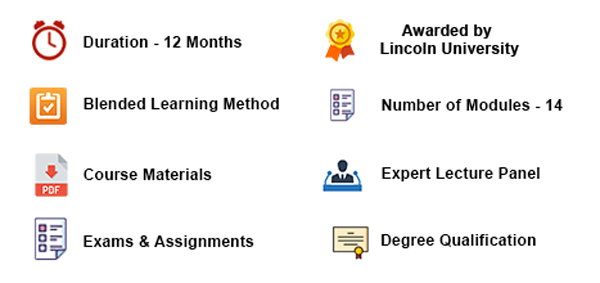 Duration - 12 Months
Awarded by
Lincoln University
Blended Learning Method
Number of Modules - 14
Course Materials
PDF
Expert Lecture Panel
Exams & Assignments
Degree Qualification